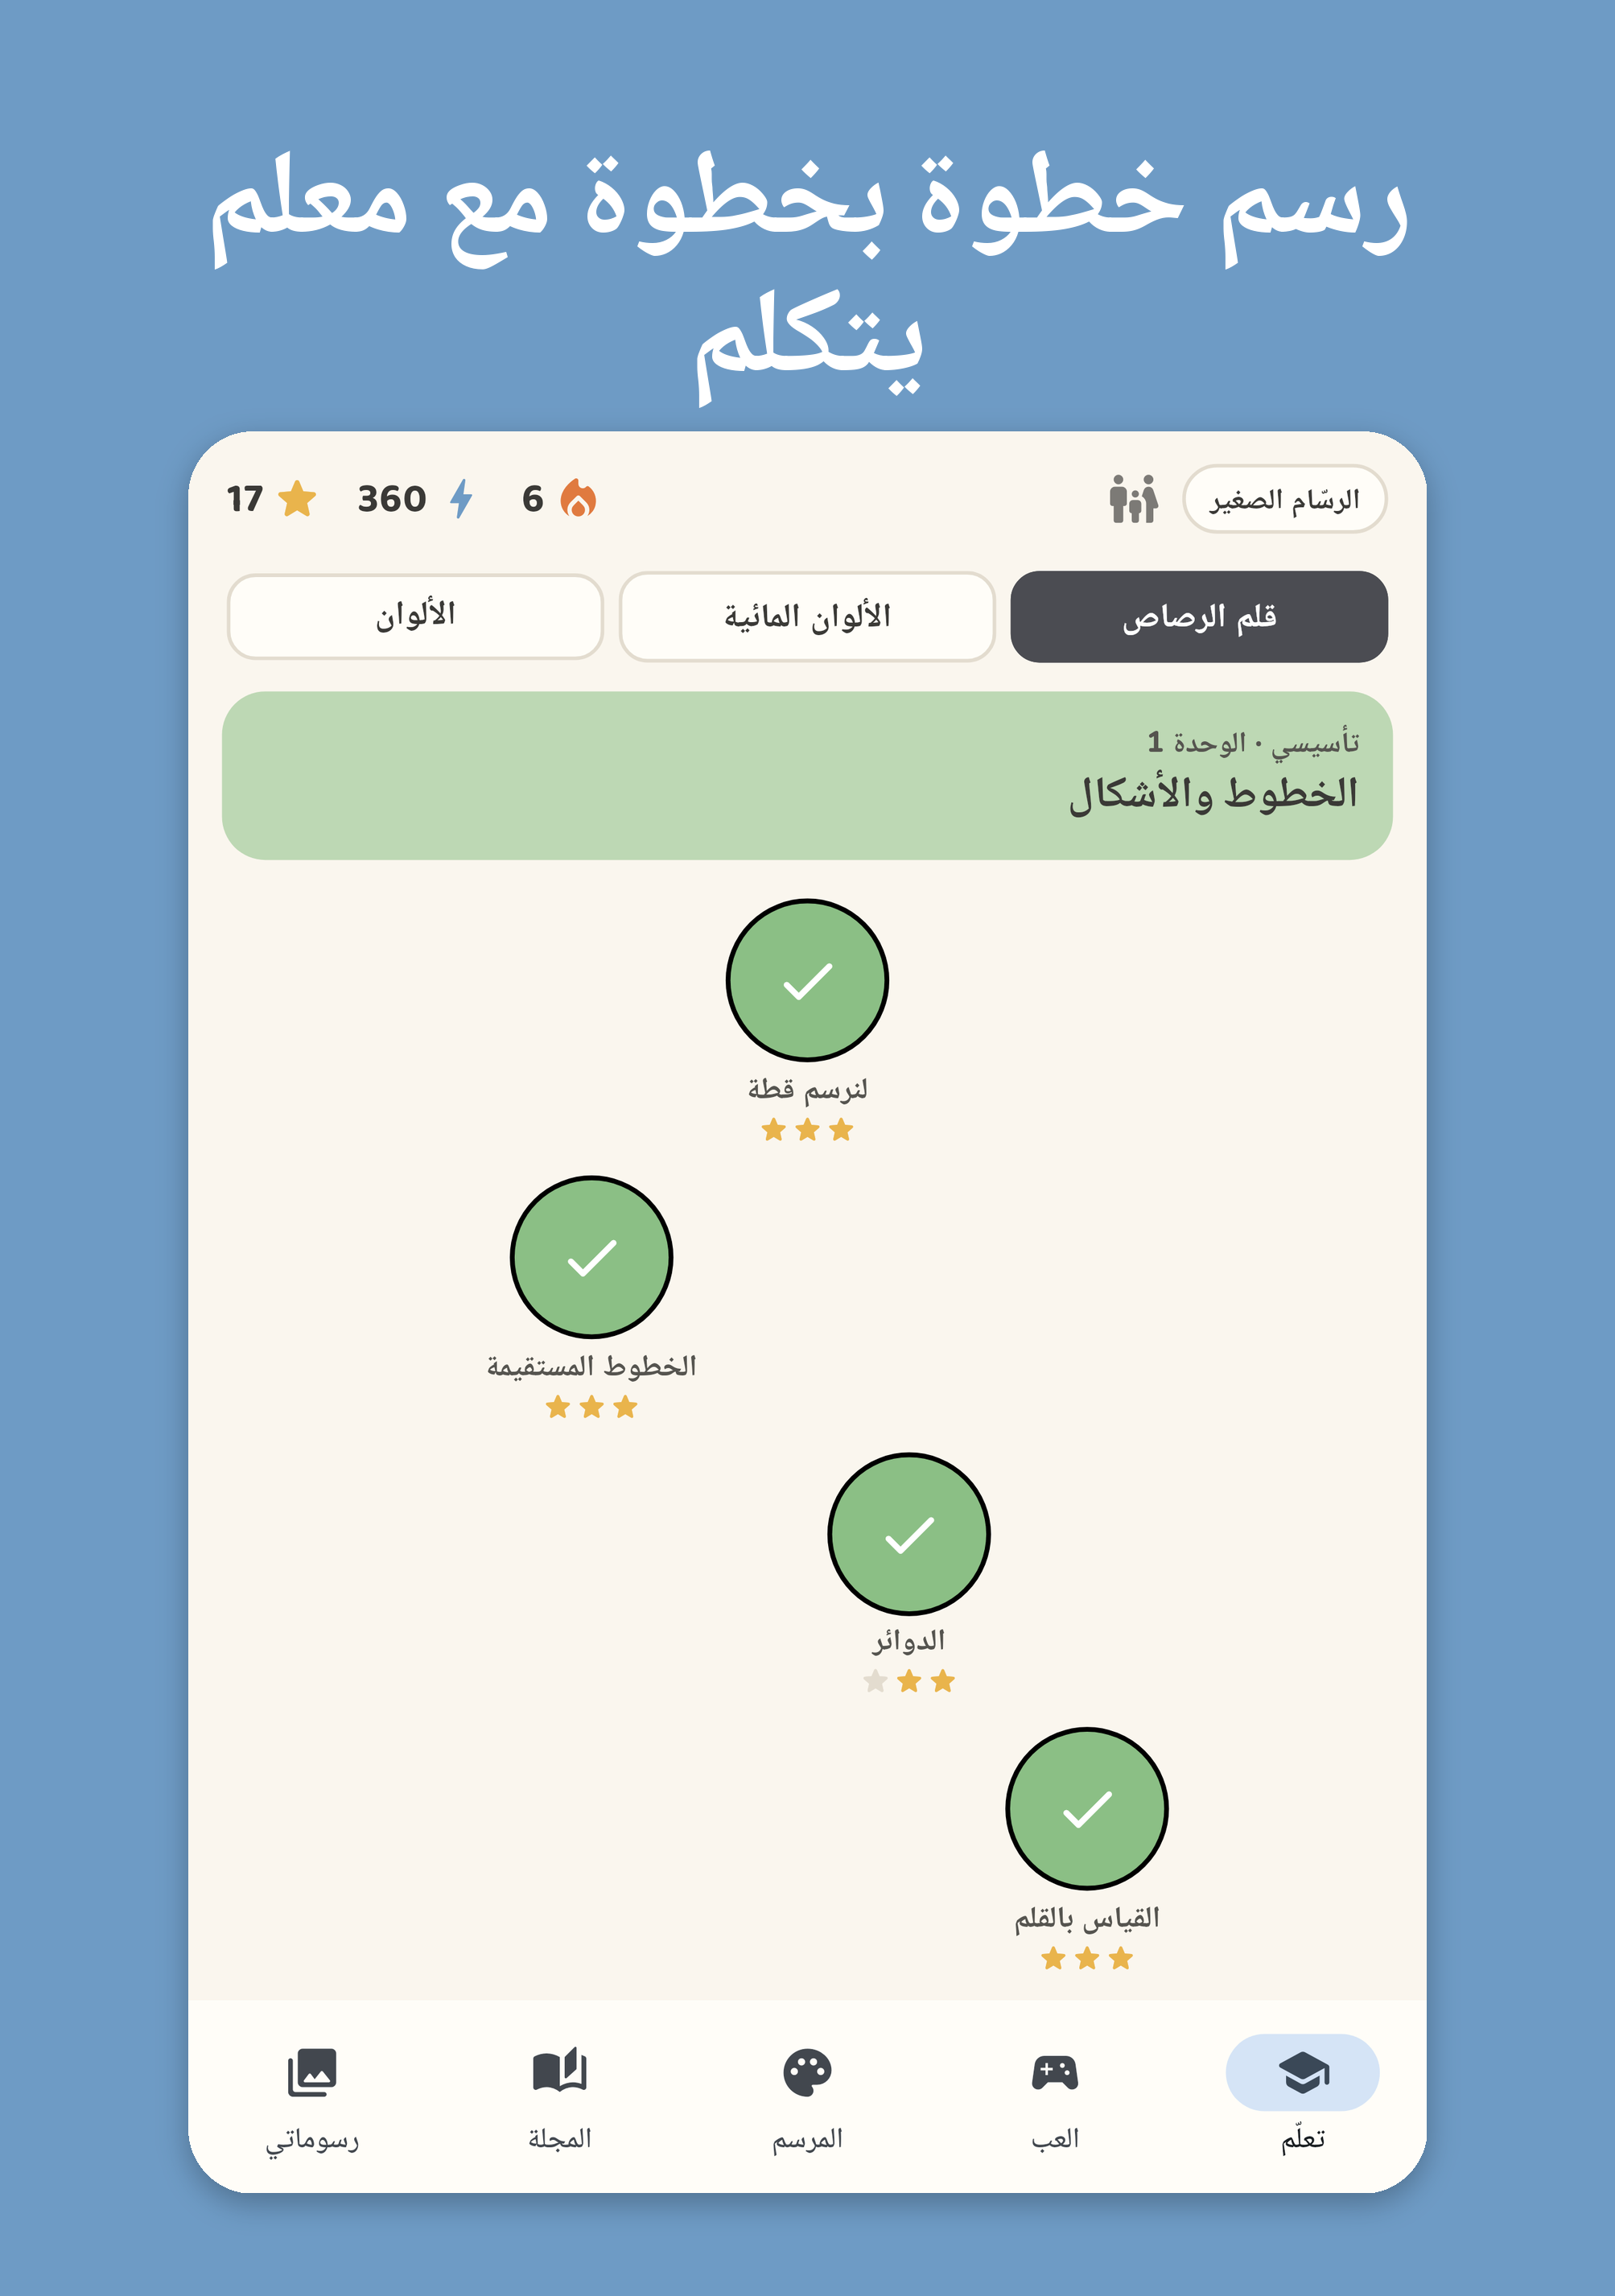 رسم خطوة بخطوة مع معلم
يتكلم
الرسّام الصغير
6
360
17
قلم الرصاص
الألوان المائية
الألوان
تأسيسي · الوحدة 1
الخطوط والأشكال
لنرسم قطة
الخطوط المستقيمة
الدوائر
القياس بالقلم
تعلّم
العب
المرسم
المجلة
رسوماتي